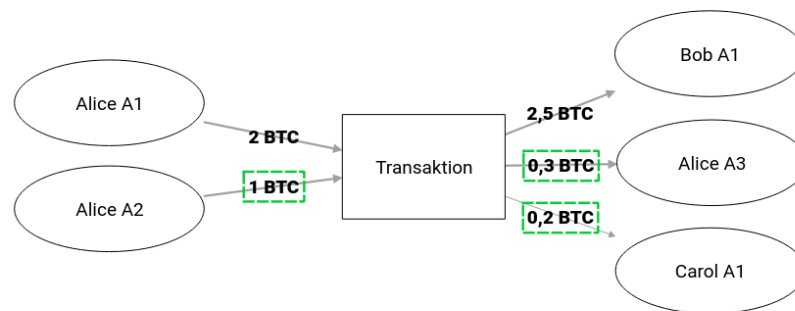 Bob A1
Alice A1
2 BTC
2,5 BTC
Transaktion
0,3 BTC
Alice A3
1 BTC
Alice A2
0,2 BTC
Carol A1